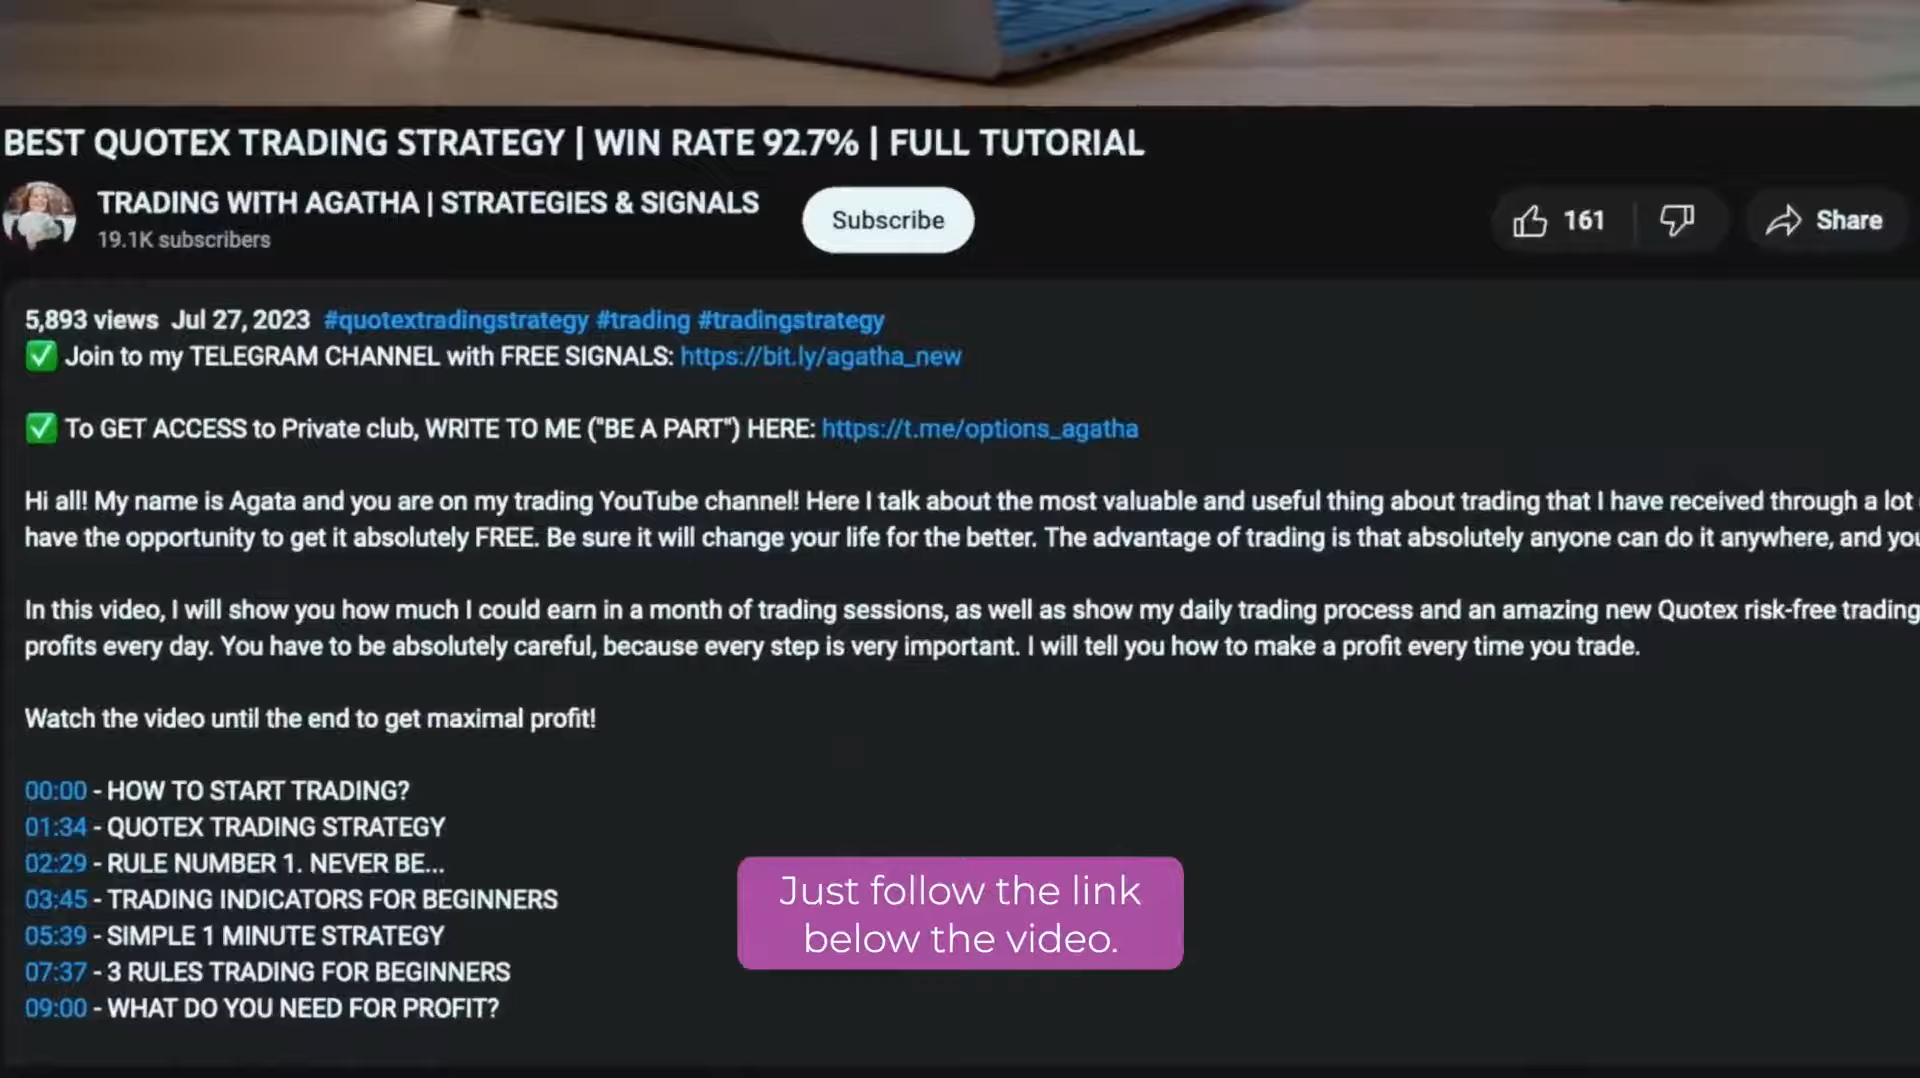 BEST QUOTEX TRADING STRATEGY | WIN RATE 92.7% | FULL TUTORIAL
TRADING WITH AGATHA | STRATEGIES & SIGNALS
19.1K subscribers
Subscribe
161
Share
5,893 views Jul 27, 2023 #quotextradingstrategy #trading #tradingstrategy
✅ Join to my TELEGRAM CHANNEL with FREE SIGNALS: https://bit.ly/agatha_new
✅ To GET ACCESS to Private club, WRITE TO ME ("BE A PART") HERE: https://t.me/options_agatha
Hi all! My name is Agata and you are on my trading YouTube channel! Here I talk about the most valuable and useful thing about trading that I have received through a lot
have the opportunity to get it absolutely FREE. Be sure it will change your life for the better. The advantage of trading is that absolutely anyone can do it anywhere, and you
In this video, I will show you how much I could earn in a month of trading sessions, as well as show my daily trading process and an amazing new Quotex risk-free trading
profits every day. You have to be absolutely careful, because every step is very important. I will tell you how to make a profit every time you trade.
Watch the video until the end to get maximal profit!
00:00 - HOW TO START TRADING?
01:34 - QUOTEX TRADING STRATEGY
02:29 - RULE NUMBER 1. NEVER BE...
03:45 - TRADING INDICATORS FOR BEGINNERS
05:39 - SIMPLE 1 MINUTE STRATEGY
07:37 - 3 RULES TRADING FOR BEGINNERS
09:00 - WHAT DO YOU NEED FOR PROFIT?
Just follow the link
below the video.